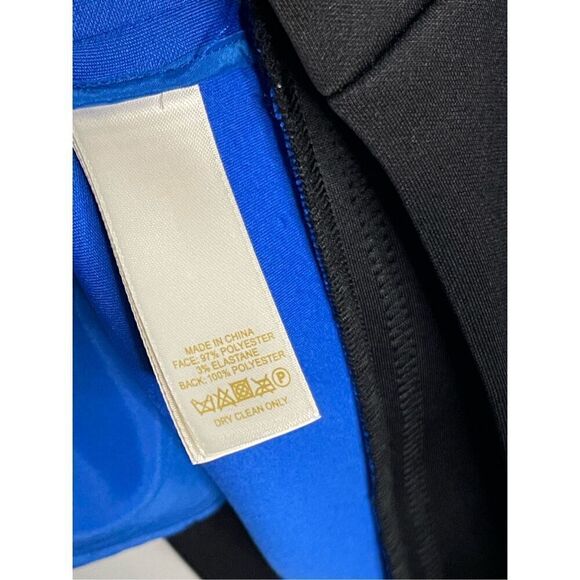 MADE IN CHINA
FACE: 97% POLYESTER
3% ELASTANE
BACK: 100% POLYESTER
P
DRY CLEAN ONLY